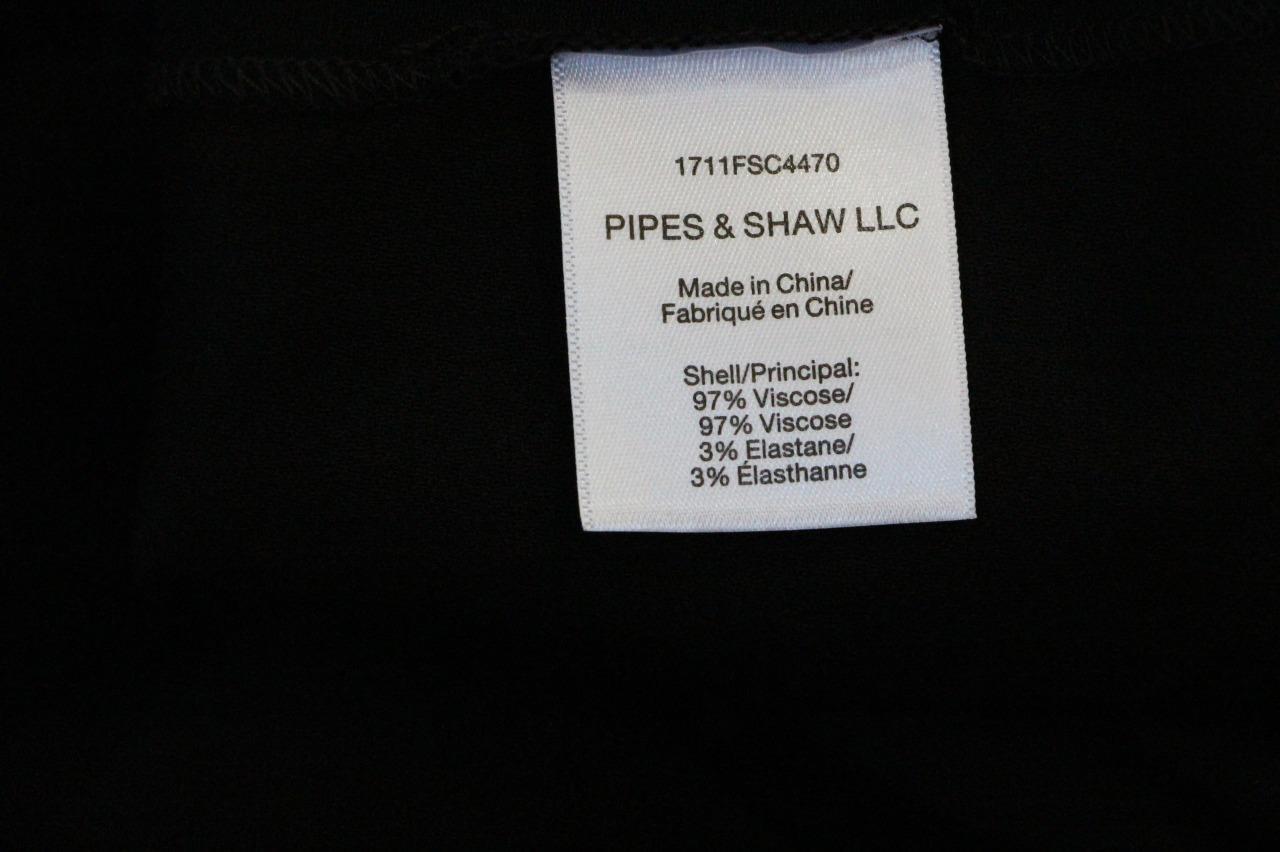 1711FSC4470
PIPES & SHAW LLC
Made in China/
Fabriqué en Chine
Shell/Principal:
97% Viscose/
97% Viscose
3% Elastane/
3% Élasthanne